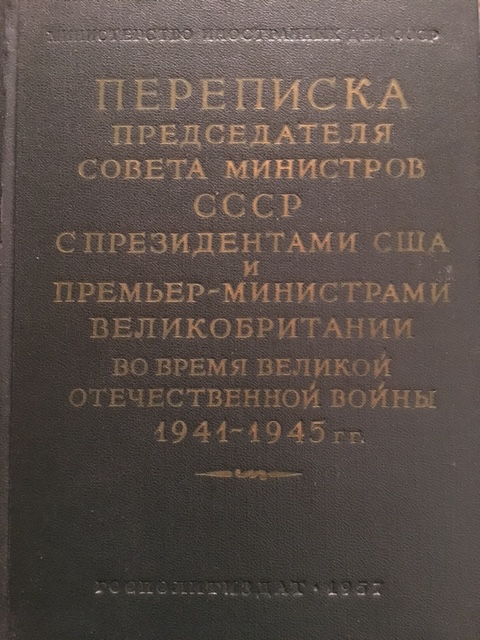 МИНИСТЕРСТВО ИНОСТРАННЫХ ДЕЛ СССР
ПЕРЕПИСКА
ПРЕДСЕДАТЕЛЯ
СОВЕТА МИНИСТРОВ
СССР
С ПРЕЗИДЕНТАМИ США
И
ПРЕМЬЕР-МИНИСТРАМИ
ВЕЛИКОБРИТАНИИ
ВО ВРЕМЯ ВЕЛИКОЙ
ОТЕЧЕСТВЕННОЙ ВОЙНЫ
1941-1945 ГГ.
ГОСПОЛИТИЗДАТ · 1957